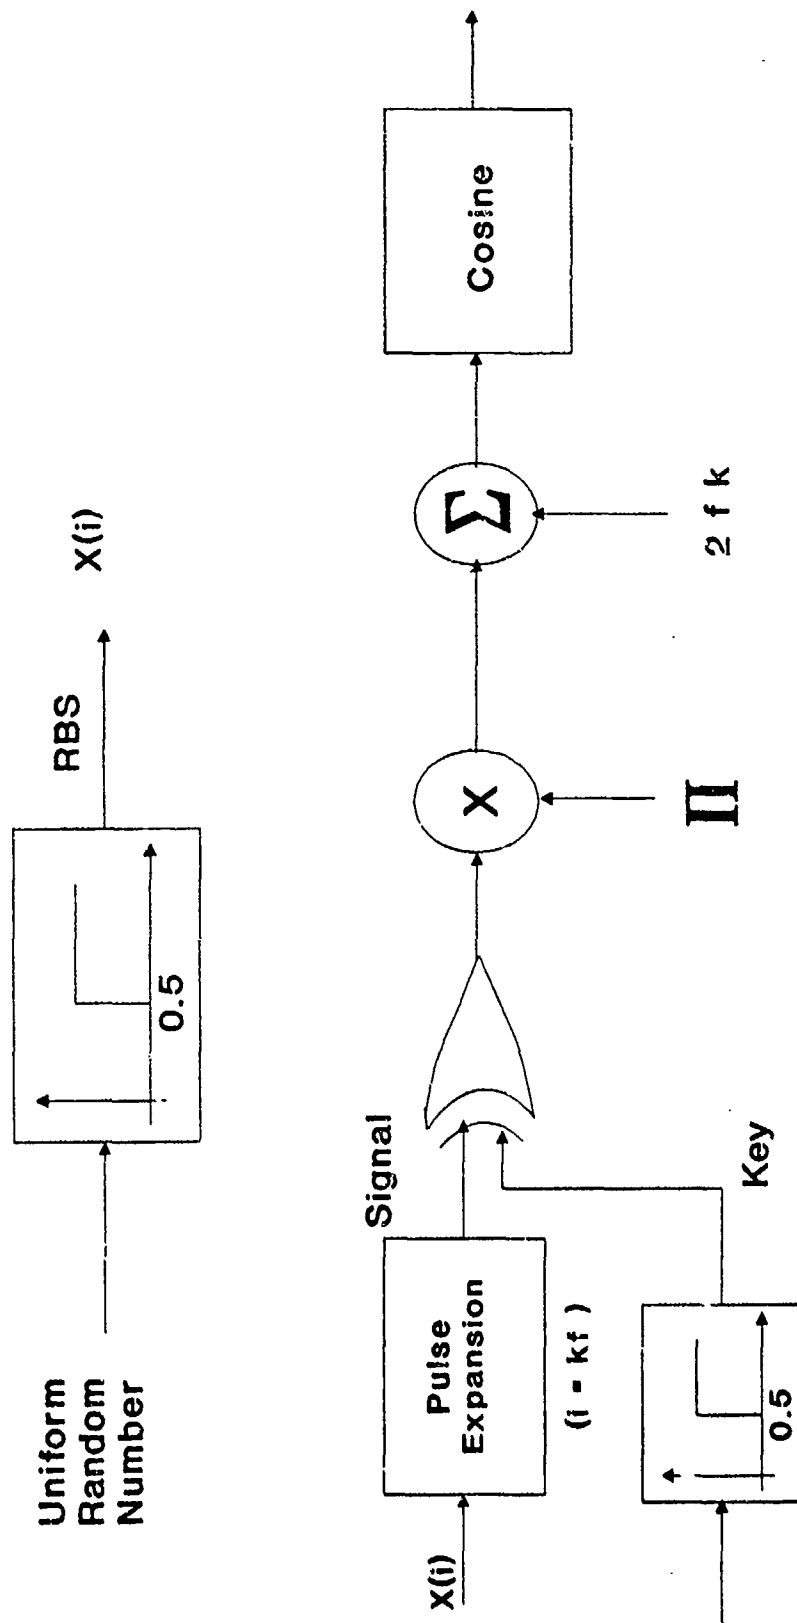 Uniform
Random
Number
0.5
RBS
X(i)
X(i)
Pulse
Expansion
(i = kf)
Signal
0.5
Key
X
Π
Σ
2 f k
Cosine